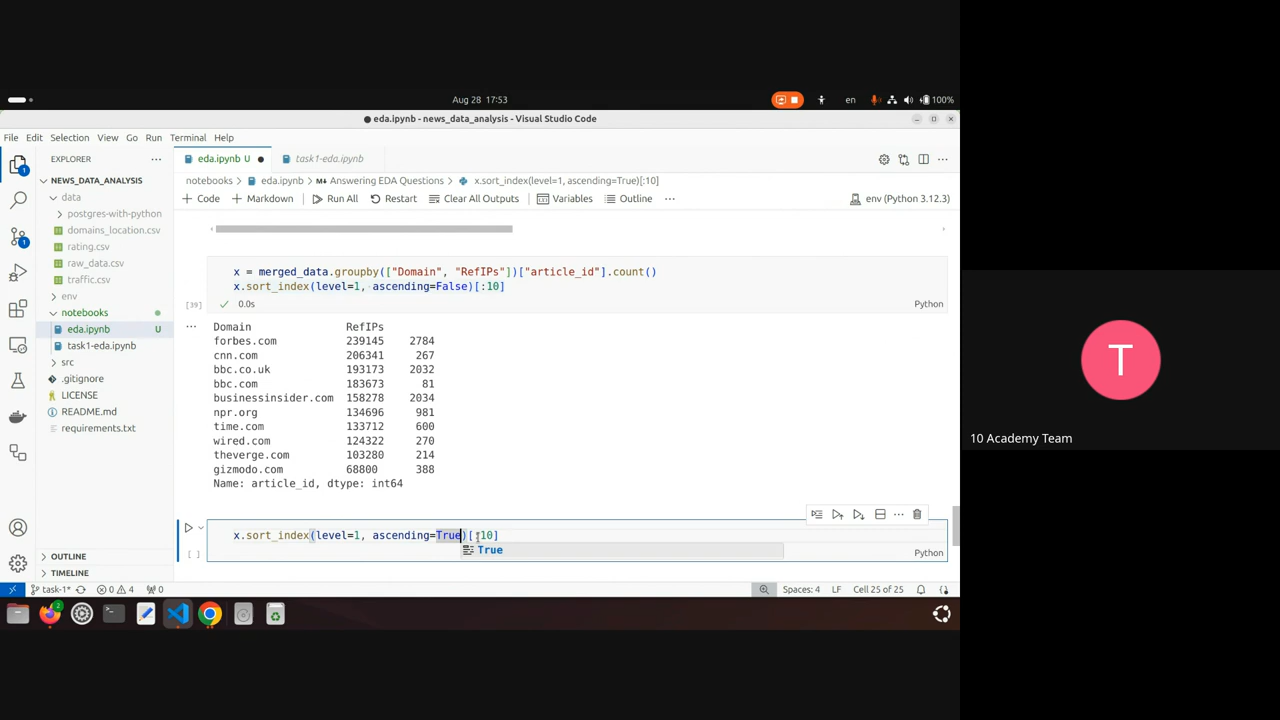 Aug 28 17:53
en
100%
● eda.ipynb - news_data_analysis - Visual Studio Code
File Edit Selection View Go Run Terminal Help
EXPLORER
eda.ipynb U ●
task1-eda.ipynb
NEWS_DATA_ANALYSIS
notebooks > eda.ipynb > Answering EDA Questions > x.sort_index(level=1, ascending=True)[:10]
data
+ Code + Markdown Run All Restart Clear All Outputs Variables Outline ...
env (Python 3.12.3)
postgres-with-python
domains_location.csv
rating.csv
raw_data.csv
traffic.csv
env
notebooks
eda.ipynb U
task1-eda.ipynb
src
.gitignore
LICENSE
README.md
requirements.txt
x = merged_data.groupby(["Domain", "RefIPs"])["article_id"].count()
x.sort_index(level=1, ascending=False)[:10]
[39] 0.0s Python
Domain RefIPs
forbes.com 239145 2784
cnn.com 206341 267
bbc.co.uk 193173 2032
bbc.com 183673 81
businessinsider.com 158278 2034
npr.org 134696 981
time.com 133712 600
wired.com 124322 270
theverge.com 103280 214
gizmodo.com 68800 388
Name: article_id, dtype: int64
x.sort_index(level=1, ascending=True)[:10]
True
[ ] Python
OUTLINE
TIMELINE
task-1* 0 4 0
Spaces: 4 LF Cell 25 of 25
1
1
2
T
10 Academy Team